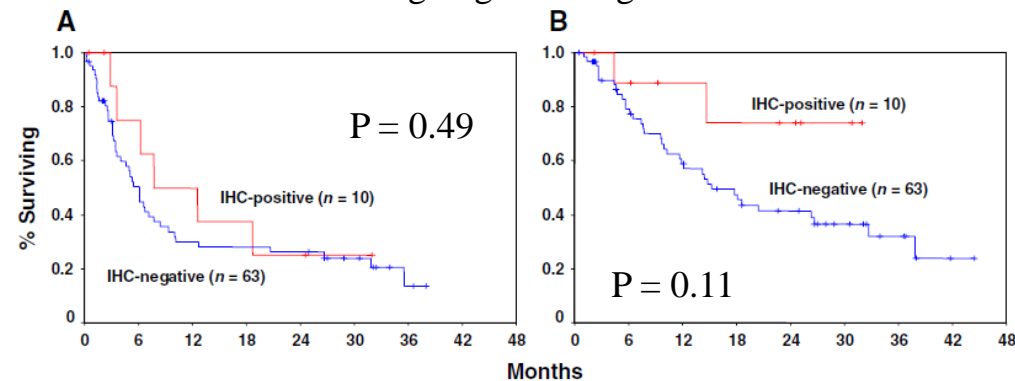 A
B
% Surviving
1.0
0.8
0.6
0.4
0.2
0
P = 0.49
IHC-positive (n = 10)
IHC-negative (n = 63)
0 6 12 18 24 30 36 42 48
1.0
0.8
0.6
0.4
0.2
0
IHC-positive (n = 10)
IHC-negative (n = 63)
P = 0.11
0 6 12 18 24 30 36 42 48
Months